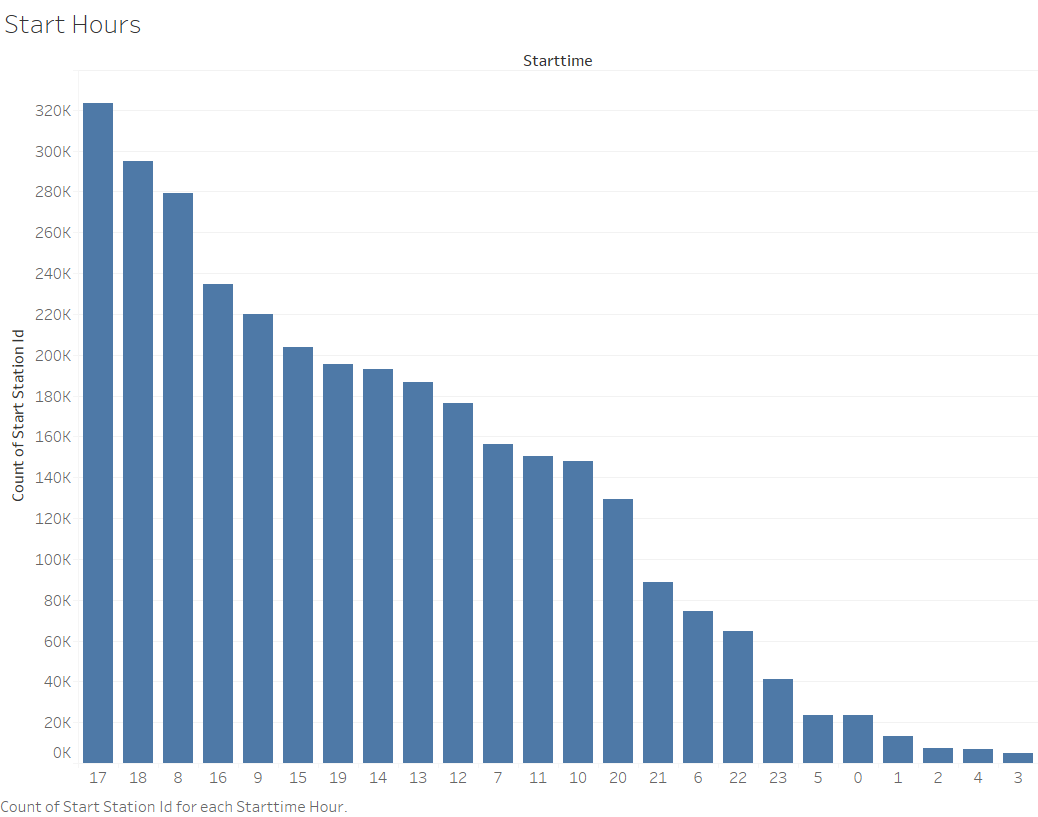 Start Hours
Starttime
Count of Start Station Id
320K
300K
280K
260K
240K
220K
200K
180K
160K
140K
120K
100K
80K
60K
40K
20K
0K
17 18 8 16 9 15 19 14 13 12 7 11 10 20 21 6 22 23 5 0 1 2 4 3
Count of Start Station Id for each Starttime Hour.